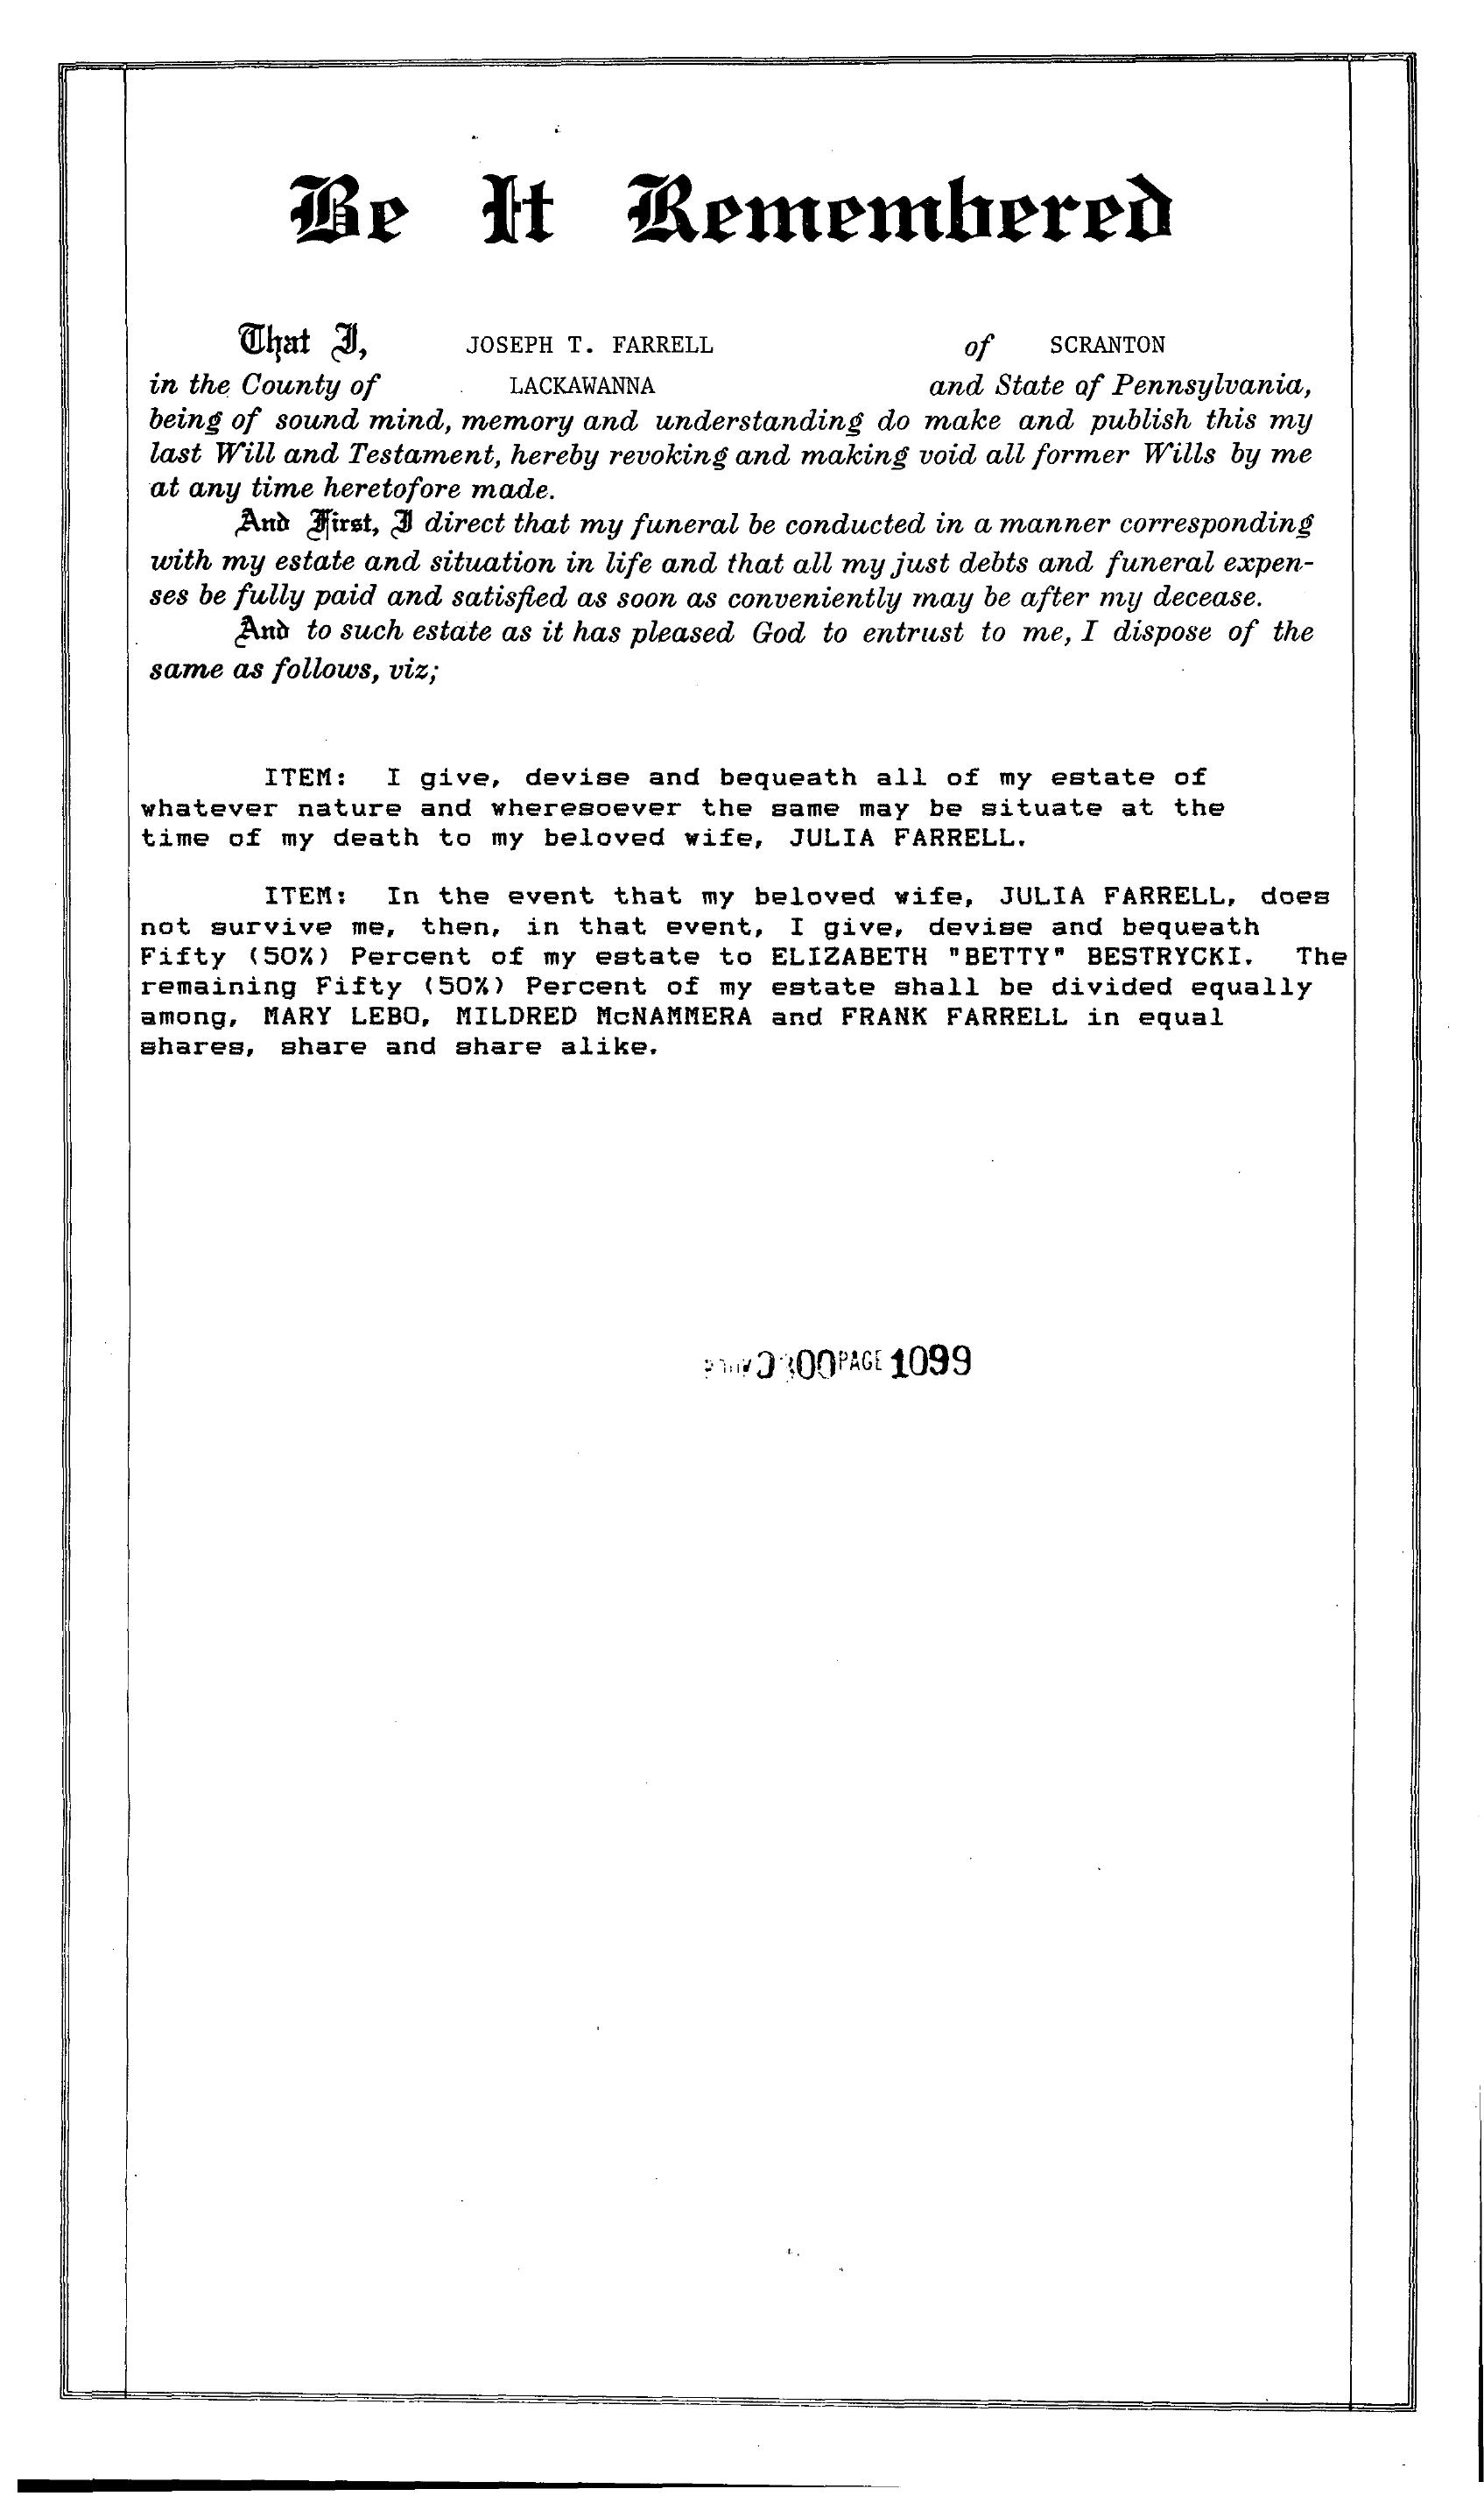 Be It Remembered
That I, JOSEPH T. FARRELL of SCRANTON
in the County of LACKAWANNA and State of Pennsylvania,
being of sound mind, memory and understanding do make and publish this my
last Will and Testament, hereby revoking and making void all former Wills by me
at any time heretofore made.
And First, I direct that my funeral be conducted in a manner corresponding
with my estate and situation in life and that all my just debts and funeral expen-
ses be fully paid and satisfied as soon as conveniently may be after my decease.
And to such estate as it has pleased God to entrust to me, I dispose of the
same as follows, viz;
ITEM: I give, devise and bequeath all of my estate of
whatever nature and wheresoever the same may be situate at the
time of my death to my beloved wife, JULIA FARRELL.
ITEM: In the event that my beloved wife, JULIA FARRELL, does
not survive me, then, in that event, I give, devise and bequeath
Fifty (50%) Percent of my estate to ELIZABETH "BETTY" BESTRYCKI. The
remaining Fifty (50%) Percent of my estate shall be divided equally
among, MARY LEBO, MILDRED McNAMMERA and FRANK FARRELL in equal
shares, share and share alike.
PAGE 1099